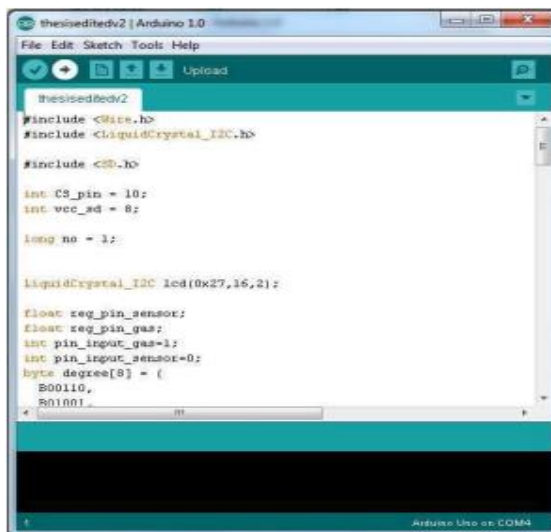 thesiseditedv2 | Arduino 1.0
File Edit Sketch Tools Help
Upload
thesiseditedv2
#include <Wire.h>
#include <LiquidCrystal_I2C.h>
#include <SD.h>
int CS_pin = 10;
int vcc_sd = 8;
long no = 1;
LiquidCrystal_I2C lcd(0x27,16,2);
float reg_pin_sensor;
float reg_pin_gas;
int pin_input_gas=1;
int pin_input_sensor=0;
byte degree[8] = {
B00110,
B01001,
Arduino Uno on COM4